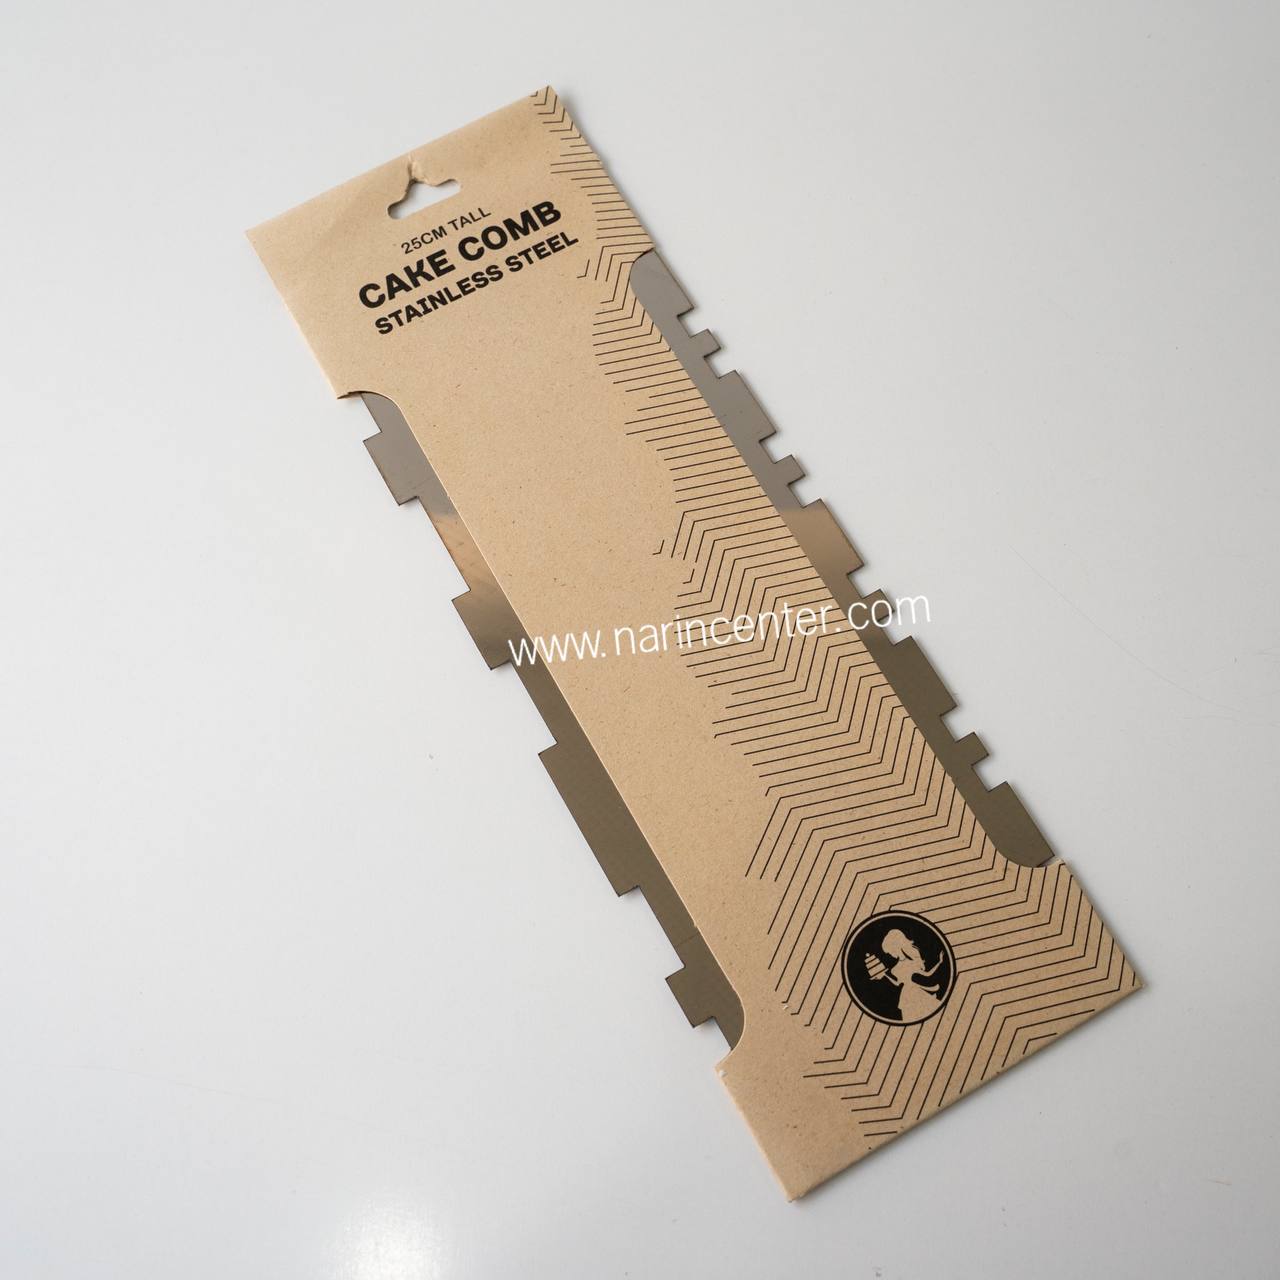 25CM TALL
CAKE COMB
STAINLESS STEEL
www.narincenter.com